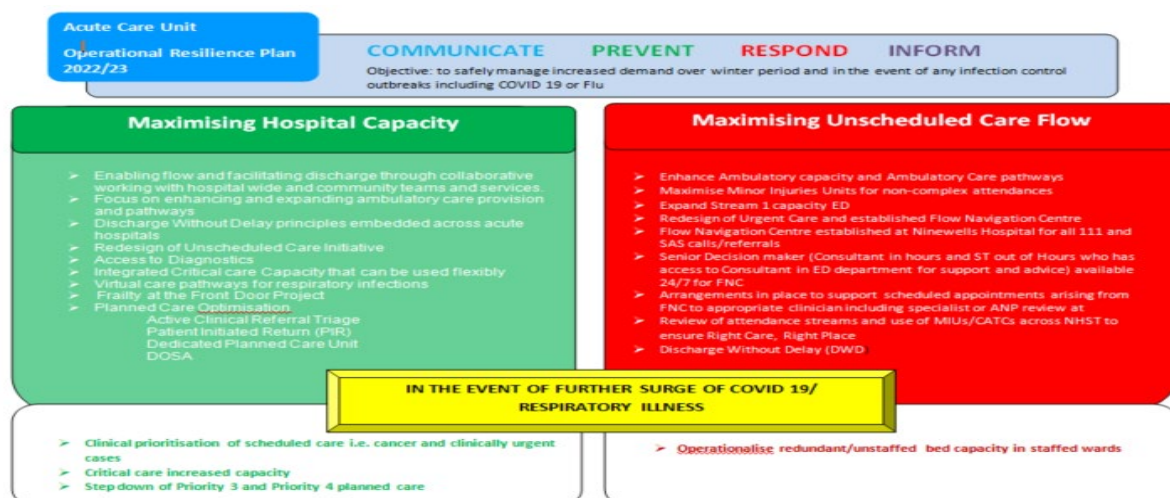 Acute Care Unit
Operational Resilience Plan
2022/23
COMMUNICATE PREVENT RESPOND INFORM
Objective: to safely manage increased demand over winter period and in the event of any infection control
outbreaks including COVID 19 or Flu
Maximising Hospital Capacity
➢ Enabling flow and facilitating discharge through collaborative
working with hospital wide and community teams and services.
➢ Focus on enhancing and expanding ambulatory care provision
and pathways
➢ Discharge Without Delay principles embedded across acute
hospitals
➢ Redesign of Unscheduled Care Initiative
➢ Access to Diagnostics
➢ Integrated Critical care Capacity that can be used flexibly
➢ Virtual care pathways for respiratory infections
➢ Frailty at the Front Door Project
➢ Planned Care Optimisation
Active Clinical Referral Triage
Patient Initiated Return (PIR)
Dedicated Planned Care Unit
DOSA
Maximising Unscheduled Care Flow
➢ Enhance Ambulatory capacity and Ambulatory Care pathways
➢ Maximise Minor Injuries Units for non-complex attendances
➢ Expand Stream 1 capacity ED
➢ Redesign of Urgent Care and established Flow Navigation Centre
➢ Flow Navigation Centre established at Ninewells Hospital for all 111 and
SAS calls/referrals
➢ Senior Decision maker (Consultant in hours and ST out of Hours who has
access to Consultant in ED department for support and advice) available
24/7 for FNC
➢ Arrangements in place to support scheduled appointments arising from
FNC to appropriate clinician including specialist or ANP review at
➢ Review of attendance streams and use of MIUs/CATCs across NHST to
ensure Right Care, Right Place
➢ Discharge Without Delay (DWD)
IN THE EVENT OF FURTHER SURGE OF COVID 19/
RESPIRATORY ILLNESS
➢ Clinical prioritisation of scheduled care i.e. cancer and clinically urgent
cases
➢ Critical care increased capacity
➢ Step down of Priority 3 and Priority 4 planned care
➢ Operationalise redundant/unstaffed bed capacity in staffed wards